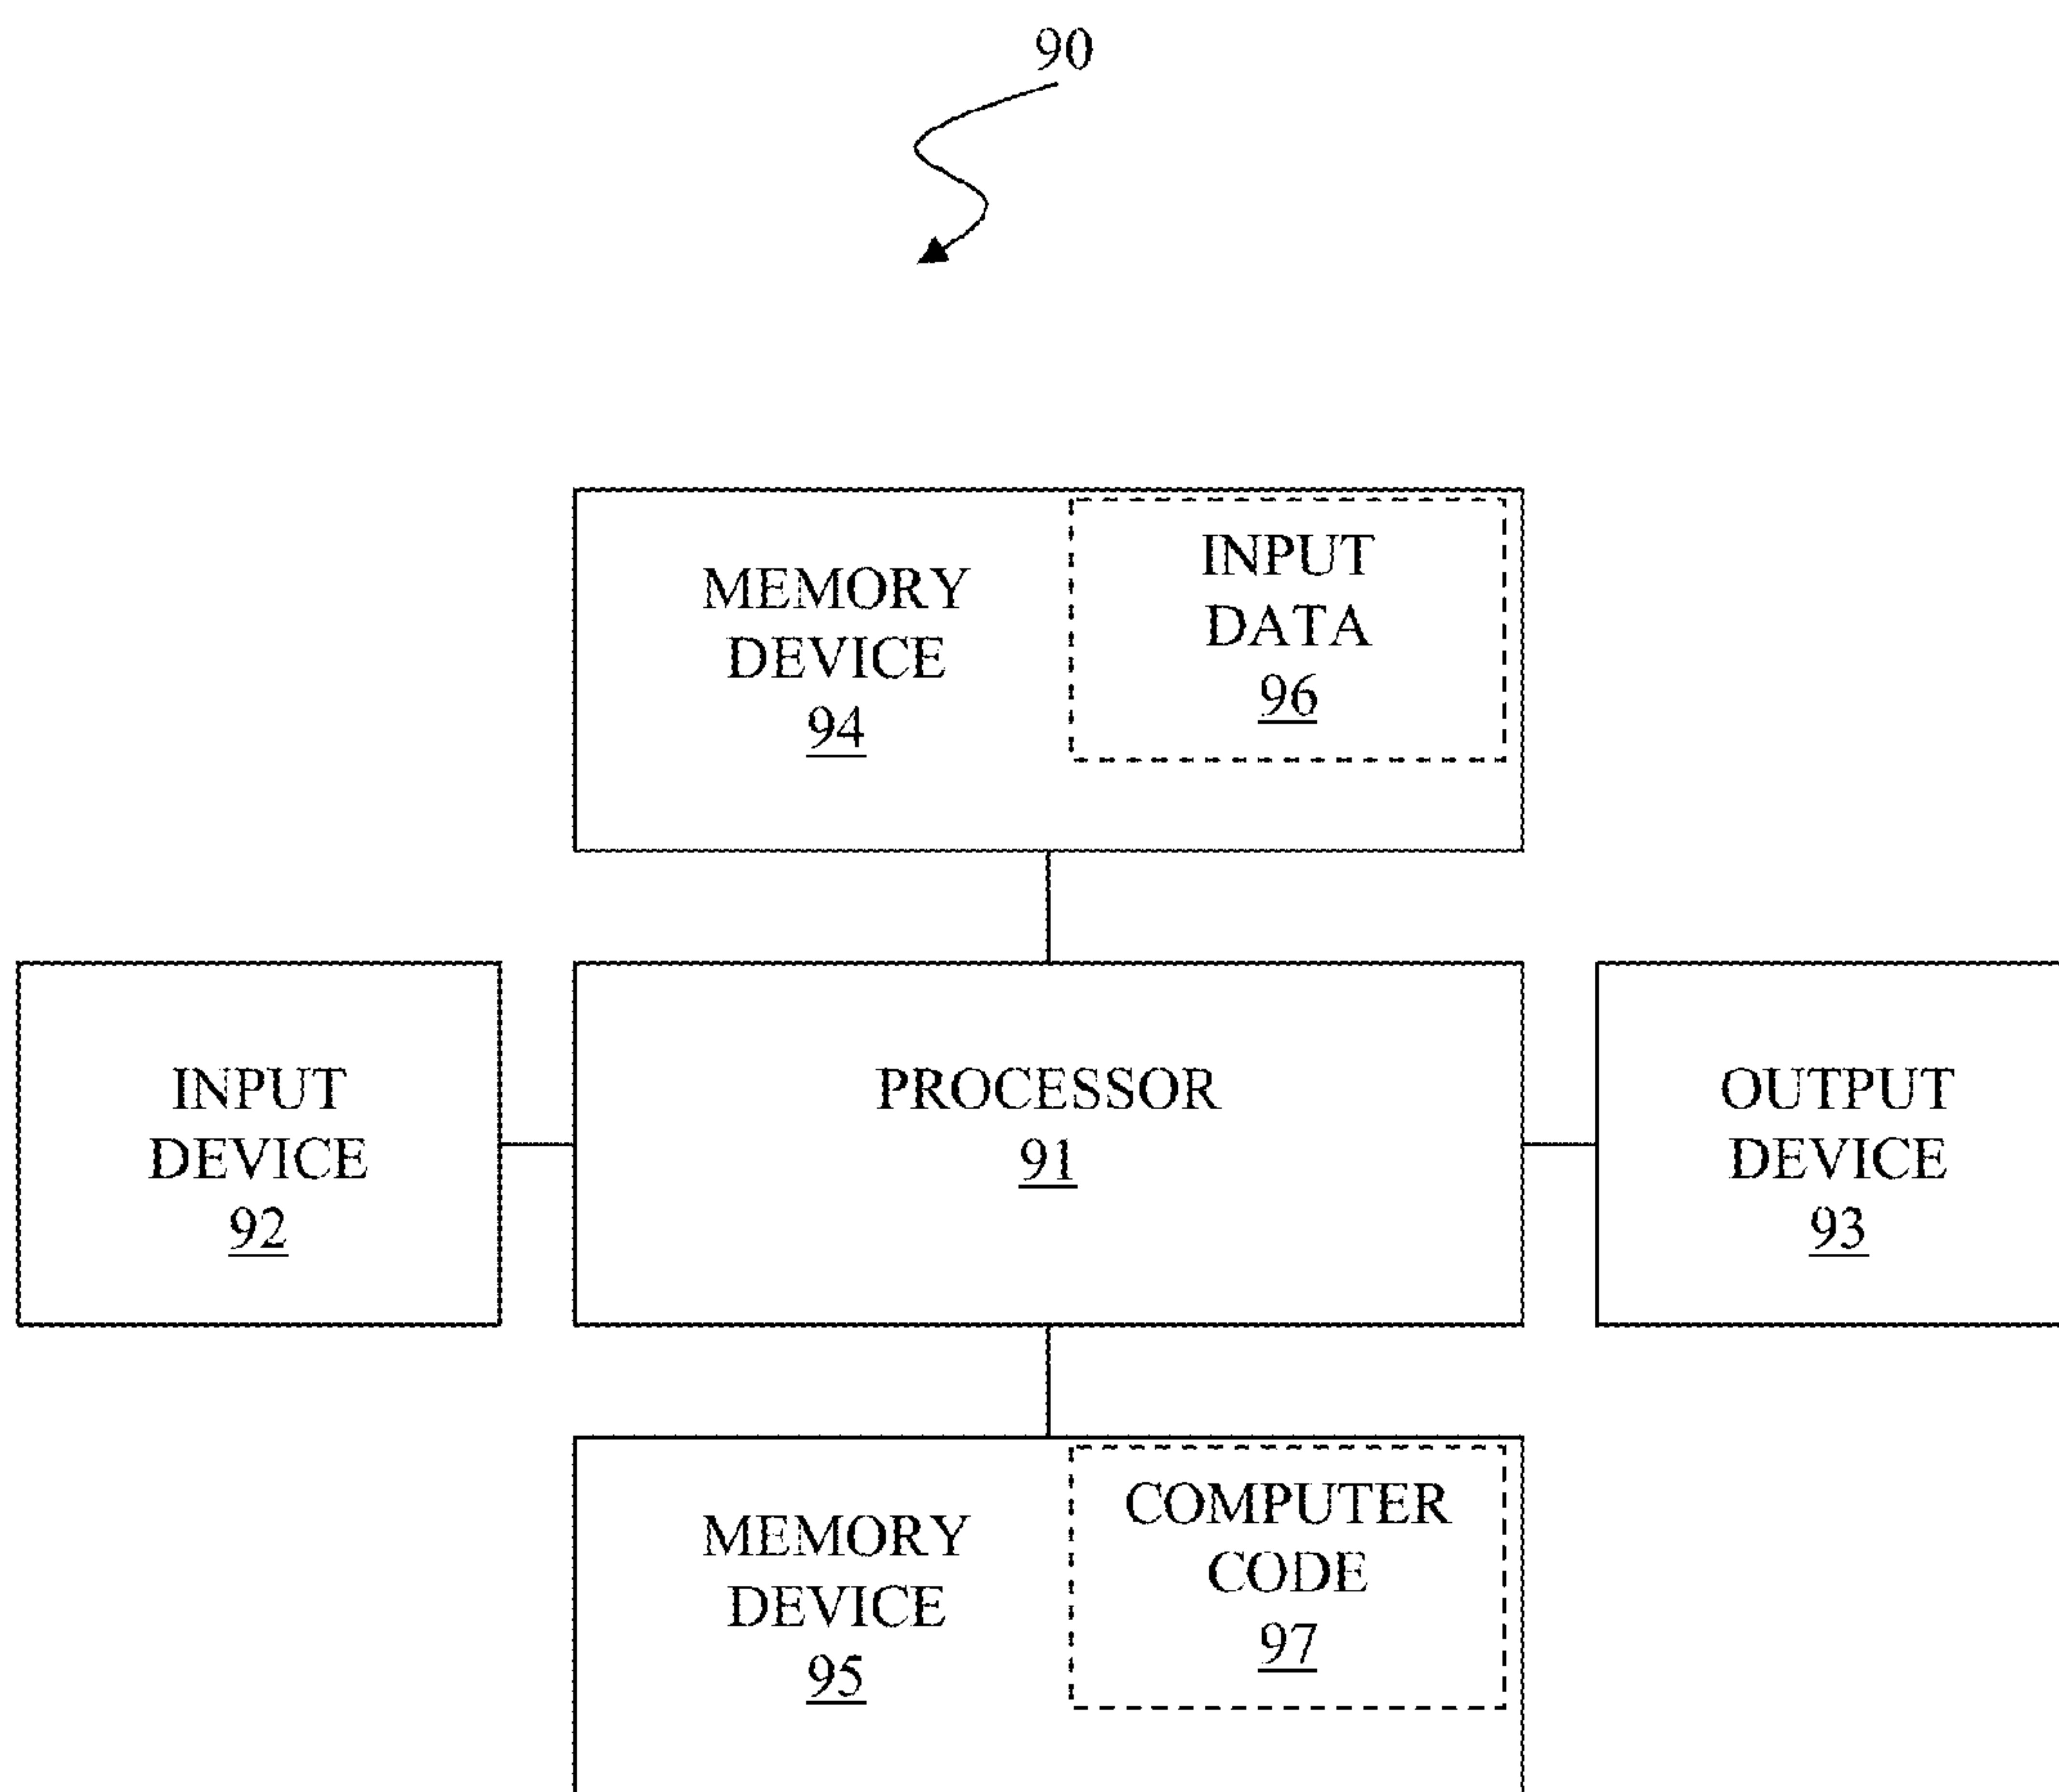 90
MEMORY
DEVICE
94
INPUT
DATA
96
INPUT
DEVICE
92
PROCESSOR
91
OUTPUT
DEVICE
93
MEMORY
DEVICE
95
COMPUTER
CODE
97